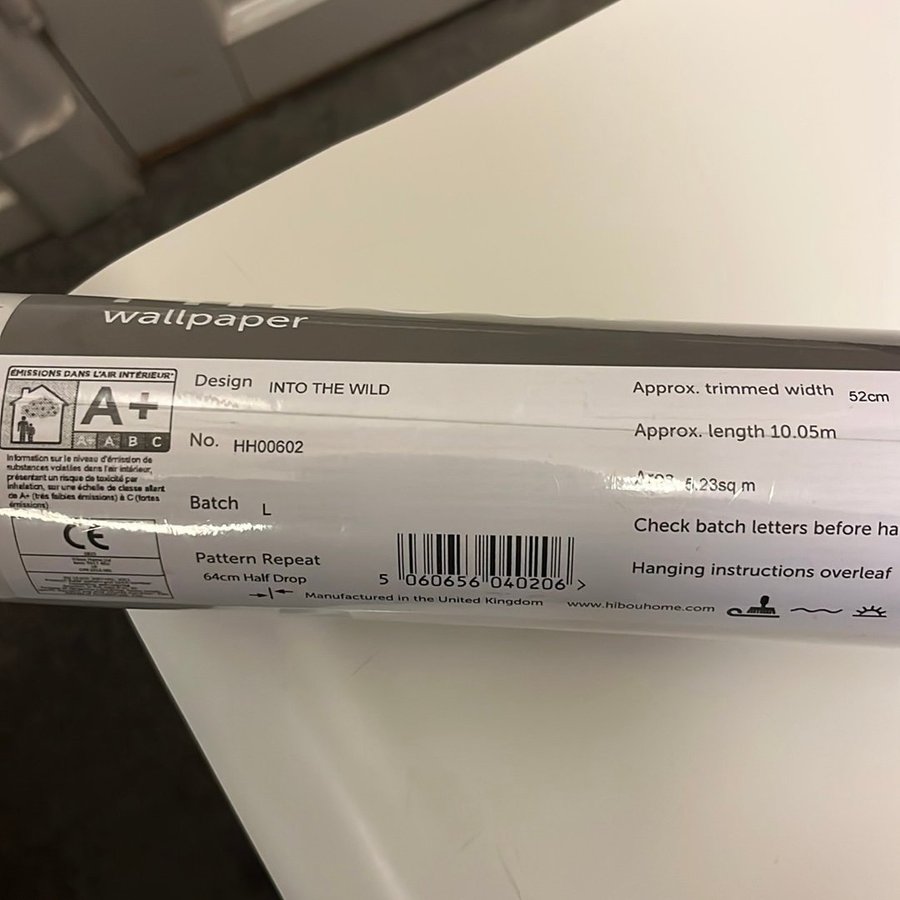 wallpaper
ÉMISSIONS DANS L'AIR INTÉRIEUR*
A+
A+ A B C
Information sur le niveau d'émission de
substances volatiles dans l'air intérieur,
présentant un risque de toxicité par
inhalation, sur une échelle de classe allant
de A+ (très faibles émissions) à C (fortes
émissions)
CE
Design INTO THE WILD
No. HH00602
Batch L
Pattern Repeat
64cm Half Drop
5 060656 040206 >
Manufactured in the United Kingdom www.hibouhome.com
Approx. trimmed width 52cm
Approx. length 10.05m
Area 5.23sq m
Check batch letters before ha
Hanging instructions overleaf